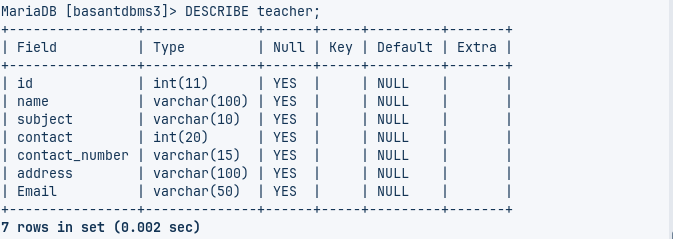 MariaDB [basantdbms3]> DESCRIBE teacher;
+----------------+--------------+------+-----+---------+-------+
| Field          | Type         | Null | Key | Default | Extra |
+----------------+--------------+------+-----+---------+-------+
| id             | int(11)      | YES  |     | NULL    |       |
| name           | varchar(100) | YES  |     | NULL    |       |
| subject        | varchar(10)  | YES  |     | NULL    |       |
| contact        | int(20)      | YES  |     | NULL    |       |
| contact_number | varchar(15)  | YES  |     | NULL    |       |
| address        | varchar(100) | YES  |     | NULL    |       |
| Email          | varchar(50)  | YES  |     | NULL    |       |
+----------------+--------------+------+-----+---------+-------+
7 rows in set (0.002 sec)